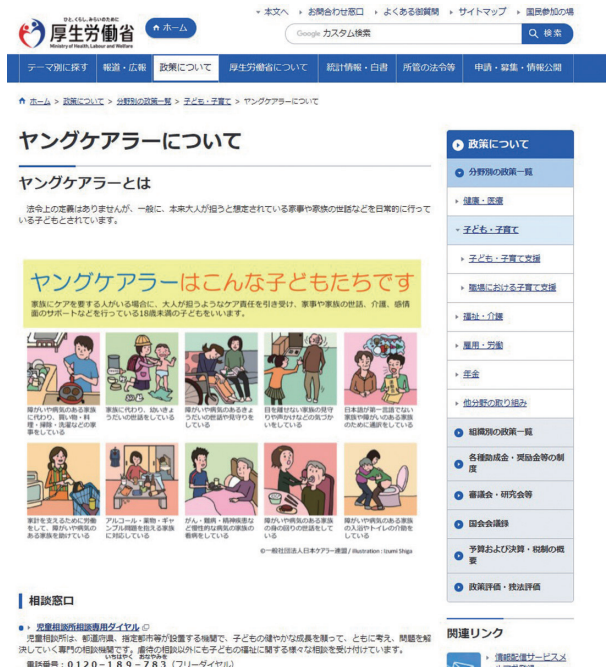 ひと、くらし、みらいのために
厚生労働省
Ministry of Health, Labour and Welfare
ホーム
本文へ
お問合わせ窓口
よくある御質問
サイトマップ
国民参加の場
Google カスタム検索
検索
テーマ別に探す
報道・広報
政策について
厚生労働省について
統計情報・白書
所管の法令等
申請・募集・情報公開
ホーム > 政策について > 分野別の政策一覧 > 子ども・子育て > ヤングケアラーについて
ヤングケアラーについて
ヤングケアラーとは
法令上の定義はありませんが、一般に、本来大人が担うと想定されている家事や家族の世話などを日常的に行って
いる子どもとされています。
ヤングケアラーはこんな子どもたちです
家族にケアを要する人がいる場合に、大人が担うようなケア責任を引き受け、家事や家族の世話、介護、感情
面のサポートなどを行っている18歳未満の子どもをいいます。
障がいや病気のある家族
に代わり、買い物・料
理・掃除・洗濯などの家
事をしている
家族に代わり、幼いきょ
うだいの世話をしている
障がいや病気のあるきょ
うだいの世話や見守りを
している
目を離せない家族の見守
りや声かけなどの気づか
いをしている
日本語が第一言語でない
家族や障がいのある家族
のために通訳をしている
家計を支えるために労働
をして、障がいや病気の
ある家族を助けている
アルコール・薬物・ギャ
ンブル問題を抱える家族
に対応している
がん・難病・精神疾患な
ど慢性的な病気の家族の
看病をしている
障がいや病気のある家族
の身の回りの世話をして
いる
障がいや病気のある家族
の入浴やトイレの介助を
している
©一般社団法人日本ケアラー連盟 / illustration : Izumi Shiga
相談窓口
児童相談所相談専用ダイヤル
児童相談所は、都道府県、指定都市等が設置する機関で、子どもの健やかな成長を願って、ともに考え、問題を解
決していく専門の相談機関です。虐待の相談以外にも子どもの福祉に関する様々な相談を受け付けています。
いちはやく おなやみを
電話番号：0120-189-783（フリーダイヤル）
政策について
分野別の政策一覧
健康・医療
子ども・子育て
子ども・子育て支援
職場における子育て支援
福祉・介護
雇用・労働
年金
他分野の取り組み
組織別の政策一覧
各種助成金・奨励金等の制
度
審議会・研究会等
国会会議録
予算および決算・税制の概
要
政策評価・独法評価
関連リンク
情報配信サービスメ